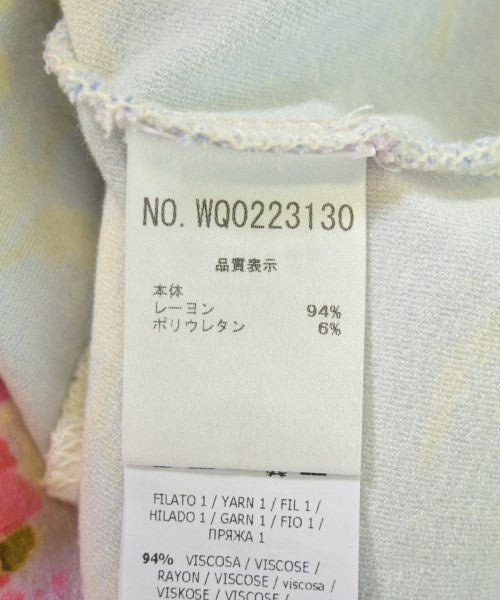 NO. WQ0223130
品質表示
本体
レーヨン 94%
ポリウレタン 6%
FILATO 1 / YARN 1 / FIL 1 /
HILADO 1 / GARN 1 / FIO 1 /
ПРЯЖА 1
94% VISCOSA / VISCOSE /
RAYON / VISCOSE / viscosa /
VISKOSE / VISCOSE /